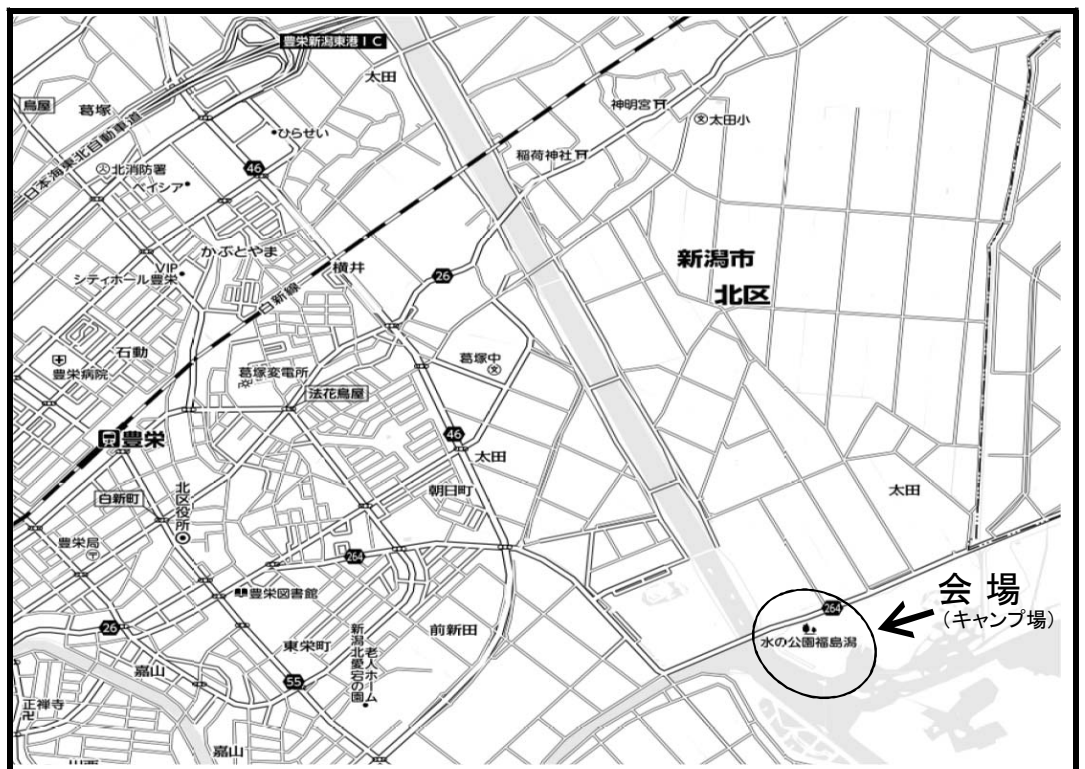 豊栄新潟東港IC
太田
鳥屋
葛塚
日本海東北自動車道
ひらせい
神明宮
太田小
稲荷神社
北消防署
ベイシア
46
かぶとやま
VIP
シティホール豊栄
横井
26
白新線
新潟市
北区
石動
豊栄病院
葛塚変電所
葛塚中
法花鳥屋
豊栄
46
太田
白新町
北区役所
朝日町
太田
豊栄局
264
豊栄図書館
会場
(キャンプ場)
264
水の公園福島潟
26
東栄町
前新田
老人ホーム
新潟北愛宕の園
嘉山
55
正禅寺
嘉山
川西